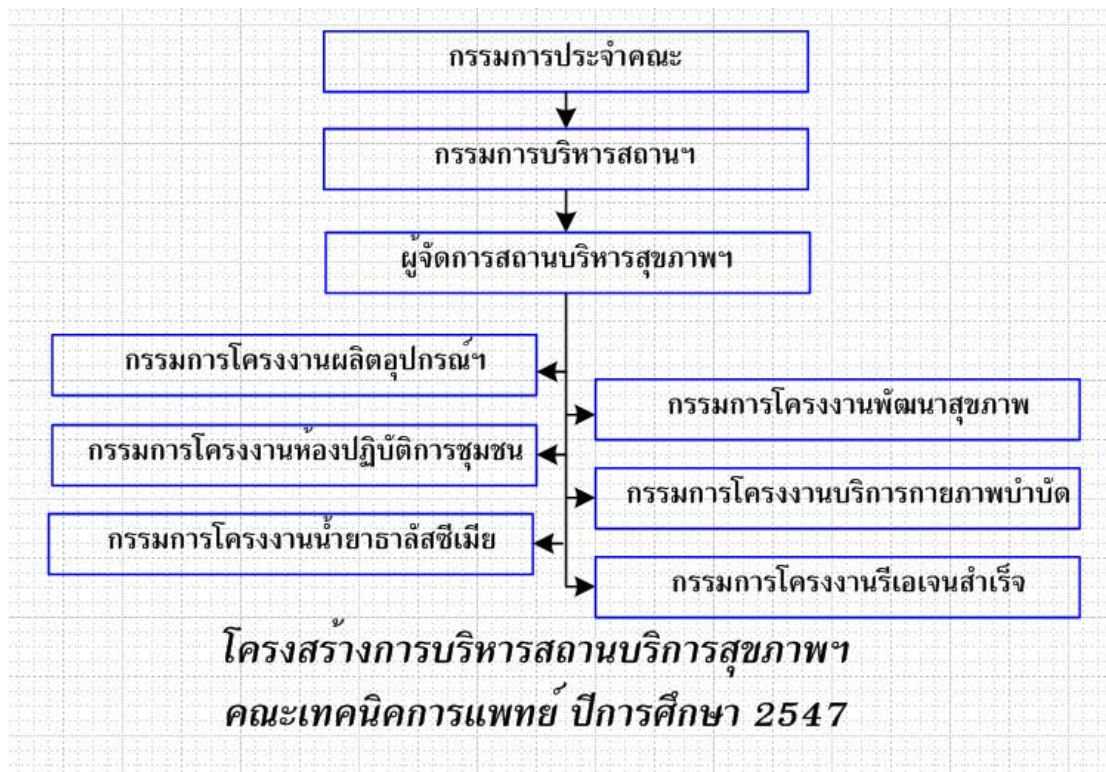 กรรมการประจำคณะ
กรรมการบริหารสถานฯ
ผู้จัดการสถานบริหารสุขภาพฯ
กรรมการโครงงานผลิตอุปกรณ์ฯ
กรรมการโครงงานพัฒนาสุขภาพ
กรรมการโครงงานห้องปฏิบัติการชุมชน
กรรมการโครงงานบริการกายภาพบำบัด
กรรมการโครงงานน้ำยาธาลัสซีเมีย
กรรมการโครงงานรีเอเจนสำเร็จ
โครงสร้างการบริหารสถานบริการสุขภาพฯ
คณะเทคนิคการแพทย์ ปีการศึกษา 2547